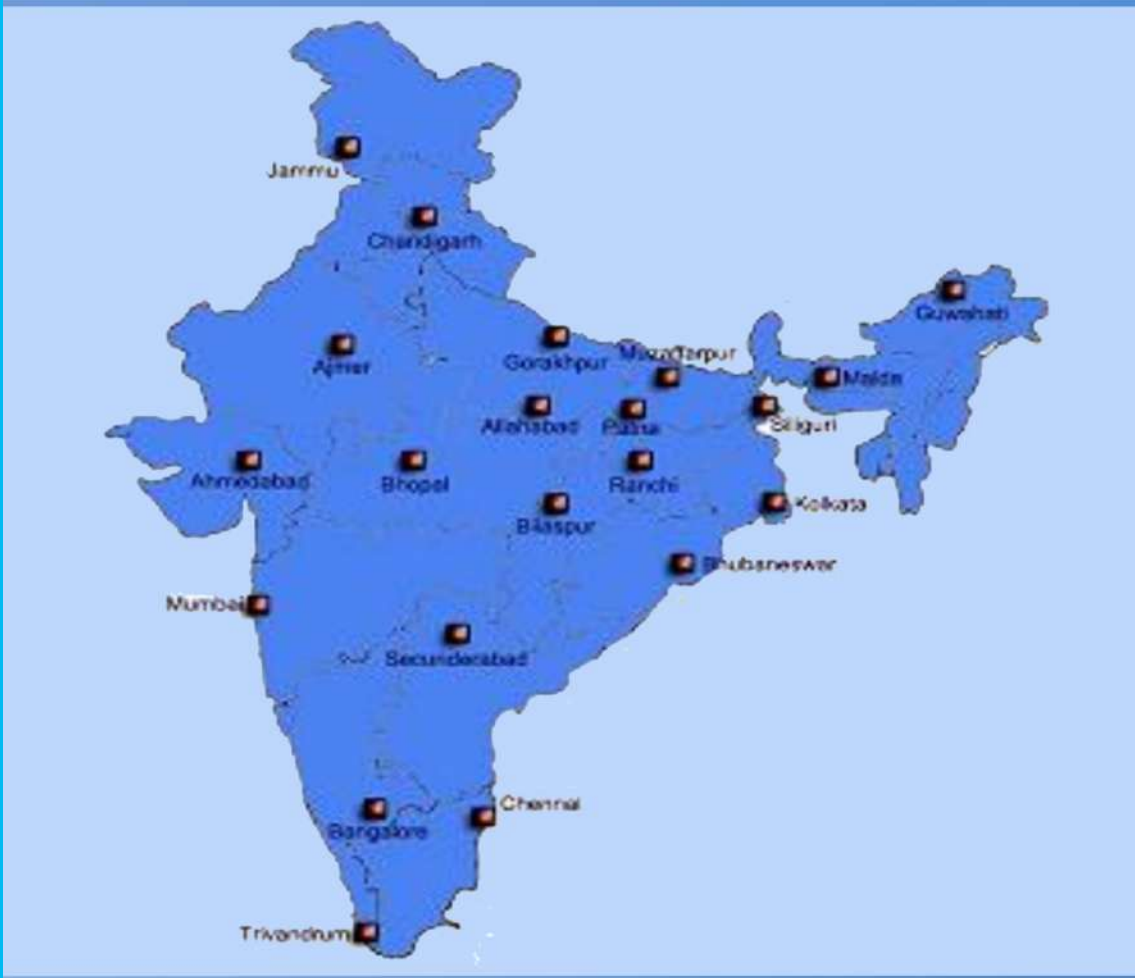 Jammu
Chandigarh
Guwahati
Ajmer
Gorakhpur
Muzaffarpur
Malda
Allahabad
Patna
Siliguri
Ahmedabad
Bhopal
Ranchi
Bilaspur
Kolkata
Bhubaneswar
Mumbai
Secunderabad
Chennai
Bangalore
Trivandrum